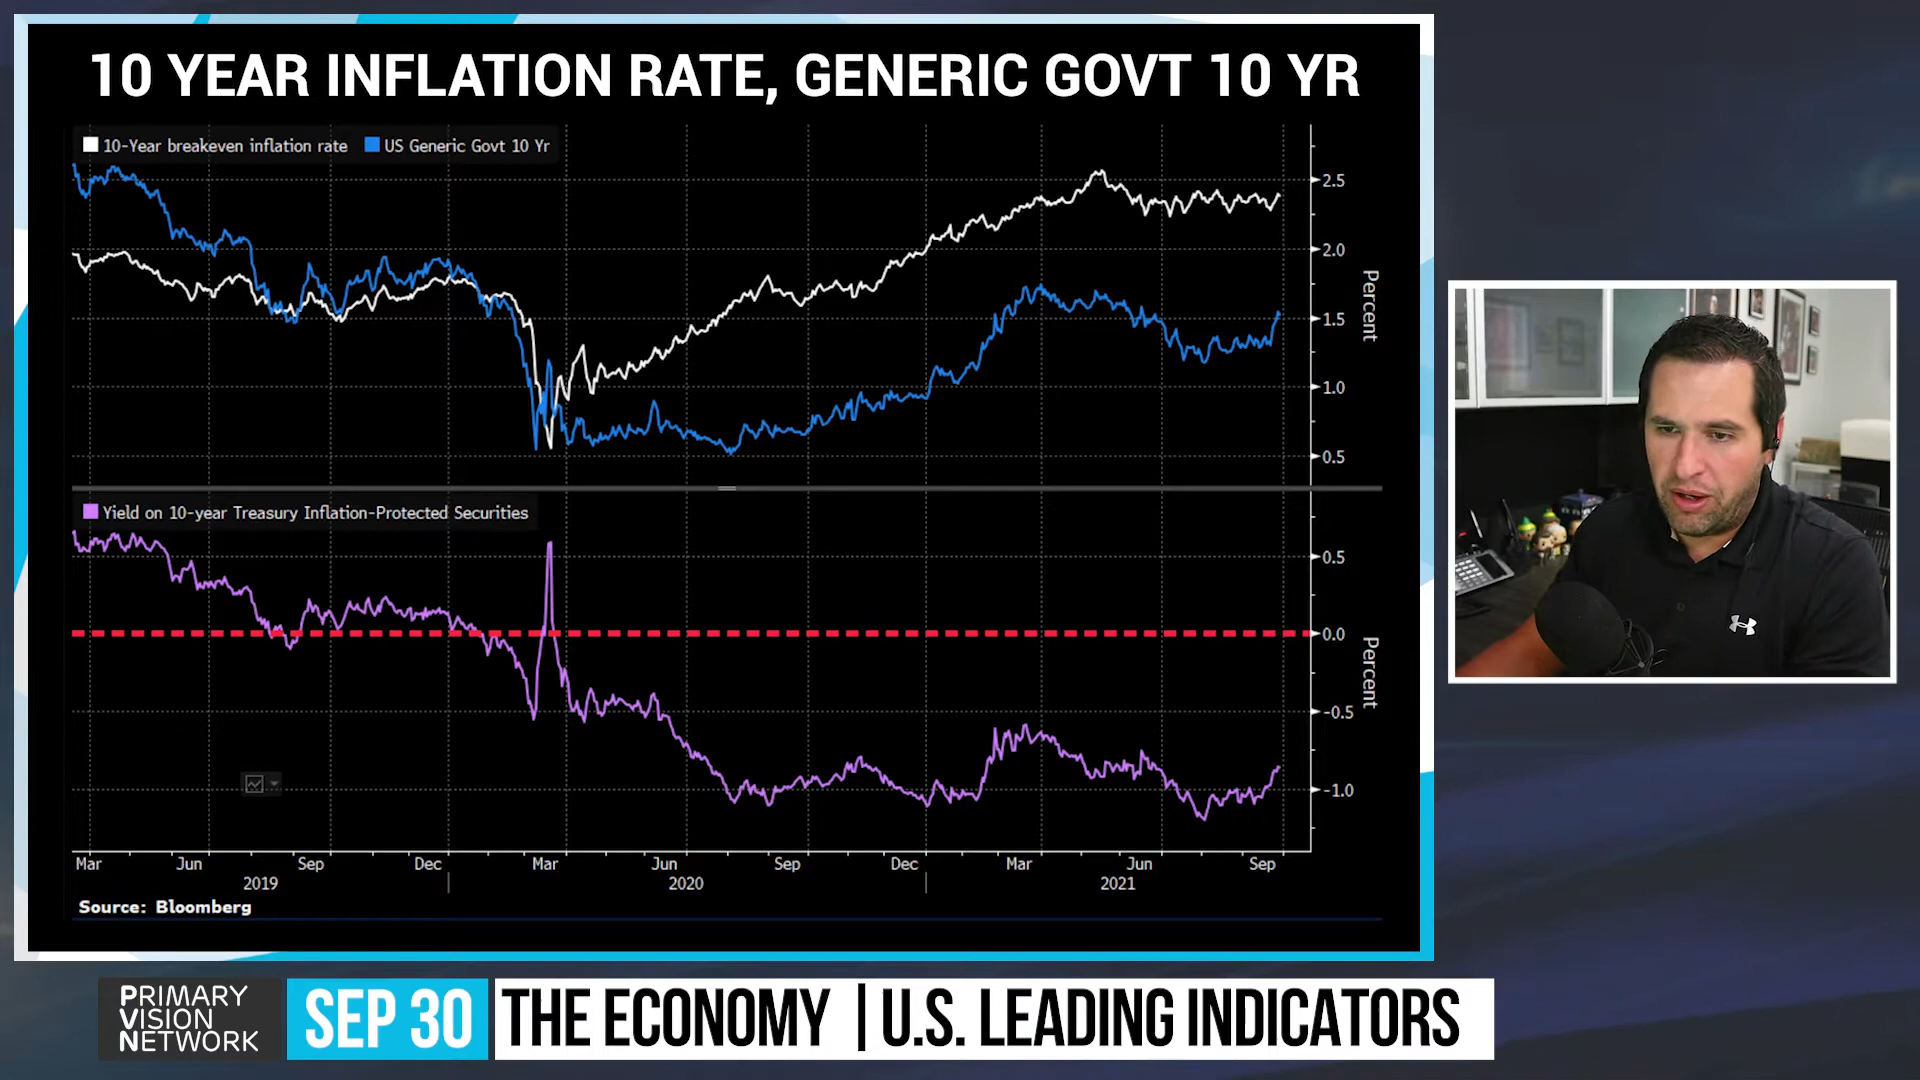 10 YEAR INFLATION RATE, GENERIC GOVT 10 YR
10-Year breakeven inflation rate US Generic Govt 10 Yr
2.5
2.0
1.5
1.0
0.5
Percent
Yield on 10-year Treasury Inflation-Protected Securities
0.5
0.0
-0.5
-1.0
Percent
Mar Jun Sep Dec Mar Jun Sep Dec Mar Jun Sep
2019 2020 2021
Source: Bloomberg
PRIMARY
VISION
NETWORK
SEP 30
THE ECONOMY | U.S. LEADING INDICATORS